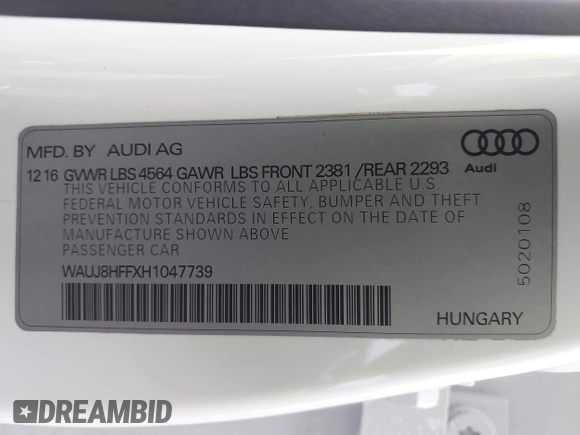 MFD. BY AUDI AG
12 16 GVWR LBS 4564 GAWR LBS FRONT 2381 /REAR 2293
Audi
THIS VEHICLE CONFORMS TO ALL APPLICABLE U.S.
FEDERAL MOTOR VEHICLE SAFETY, BUMPER AND THEFT
PREVENTION STANDARDS IN EFFECT ON THE DATE OF
MANUFACTURE SHOWN ABOVE
PASSENGER CAR
WAUJ8HFFXH1047739
5020108
HUNGARY
DREAMBID